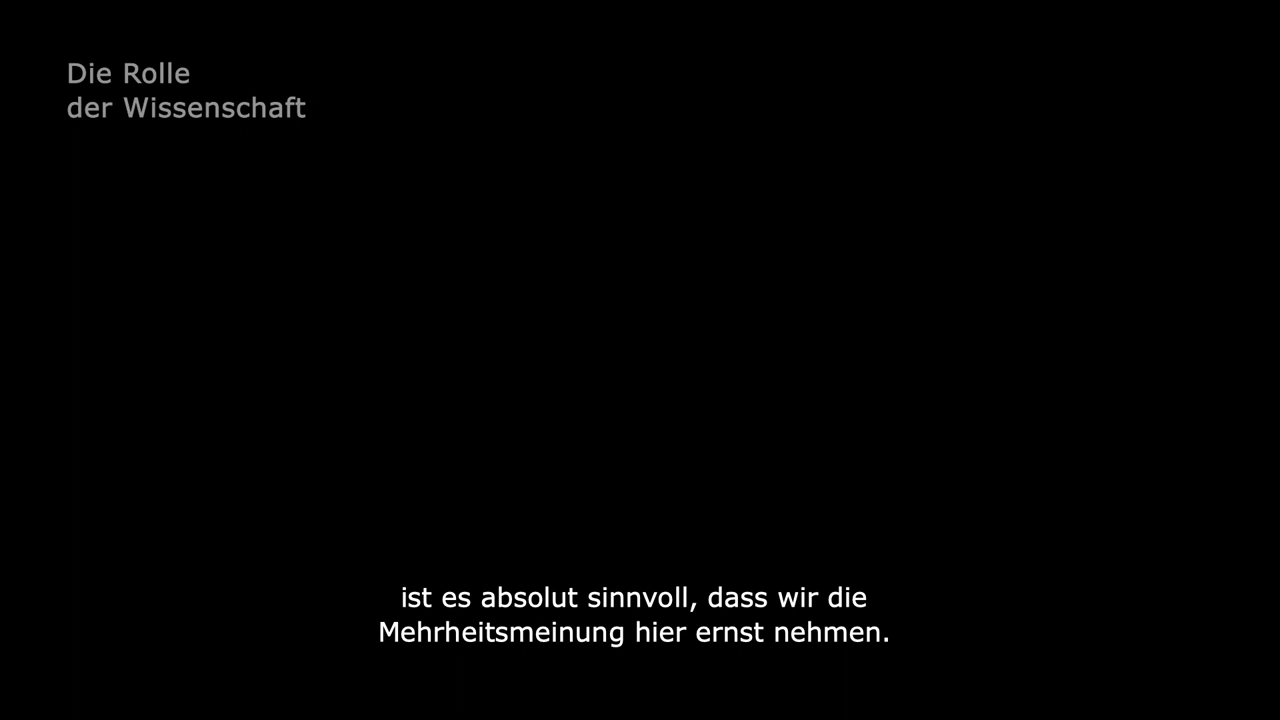 Die Rolle
der Wissenschaft
ist es absolut sinnvoll, dass wir die
Mehrheitsmeinung hier ernst nehmen.